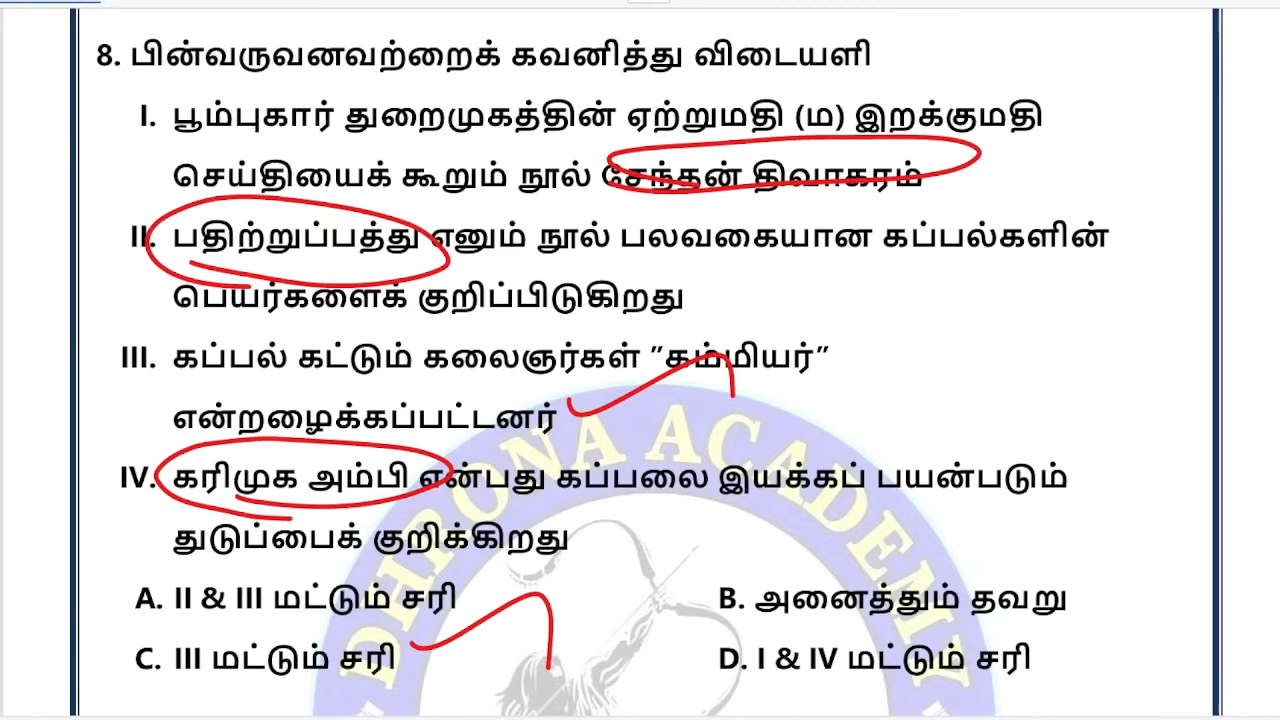 8. பின்வருவனவற்றைக் கவனித்து விடையளி
I. பூம்புகார் துறைமுகத்தின் ஏற்றுமதி (ம) இறக்குமதி
செய்தியைக் கூறும் நூல் சேந்தன் திவாகரம்
II. பதிற்றுப்பத்து எனும் நூல் பலவகையான கப்பல்களின்
பெயர்களைக் குறிப்பிடுகிறது
III. கப்பல் கட்டும் கலைஞர்கள் ”கம்மியர்”
என்றழைக்கப்பட்டனர்
IV. கரிமுக அம்பி என்பது கப்பலை இயக்கப் பயன்படும்
துடுப்பைக் குறிக்கிறது
A. II & III மட்டும் சரி B. அனைத்தும் தவறு
C. III மட்டும் சரி D. I & IV மட்டும் சரி
DHRONA ACADEMY